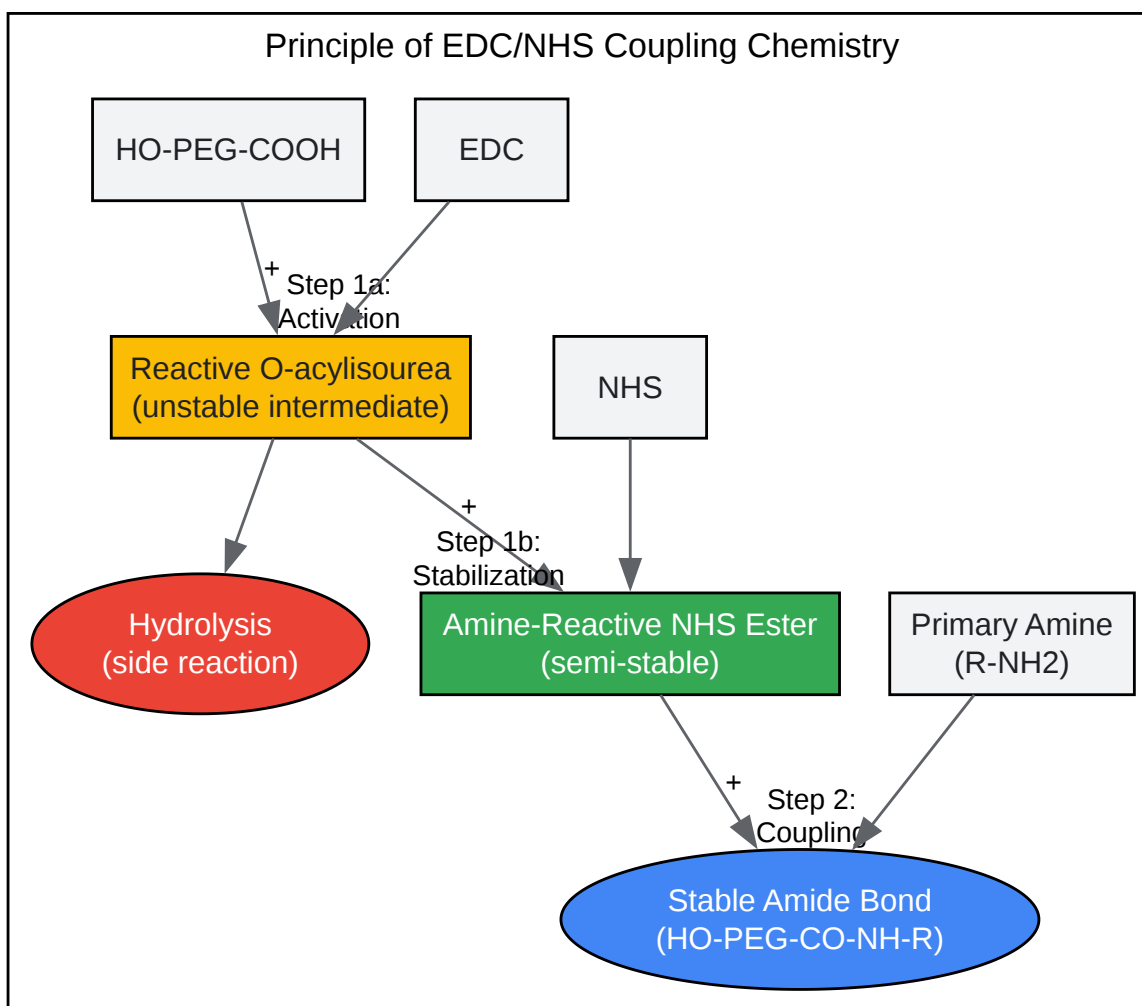 Principle of EDC/NHS Coupling Chemistry
HO-PEG-COOH
EDC
+
Step 1a:
Activation
Reactive O-acylisourea
(unstable intermediate)
NHS
+
Step 1b:
Stabilization
Hydrolysis
(side reaction)
Amine-Reactive NHS Ester
(semi-stable)
Primary Amine
(R-NH2)
+
Step 2:
Coupling
Stable Amide Bond
(HO-PEG-CO-NH-R)